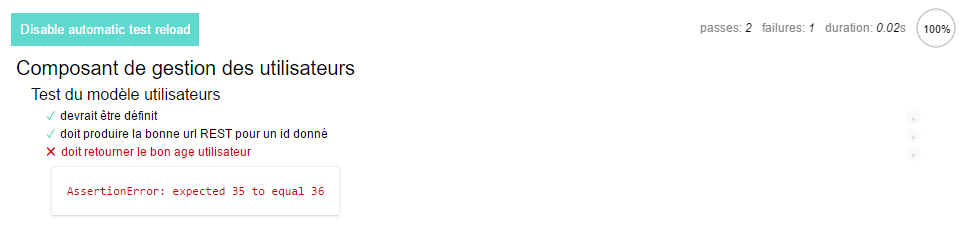 Disable automatic test reload
passes: 2 failures: 1 duration: 0.02s 100%
Composant de gestion des utilisateurs
Test du modèle utilisateurs
✓ devrait être définit
✓ doit produire la bonne url REST pour un id donné
✕ doit retourner le bon age utilisateur
AssertionError: expected 35 to equal 36